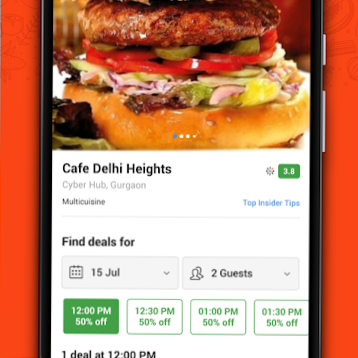 Cafe Delhi Heights
3.8
Cyber Hub, Gurgaon
Multicuisine
Top Insider Tips
Find deals for
15 Jul
2 Guests
12:00 PM
50% off
12:30 PM
50% off
01:00 PM
50% off
01:30 PM
50% off
1 deal at 12:00 PM